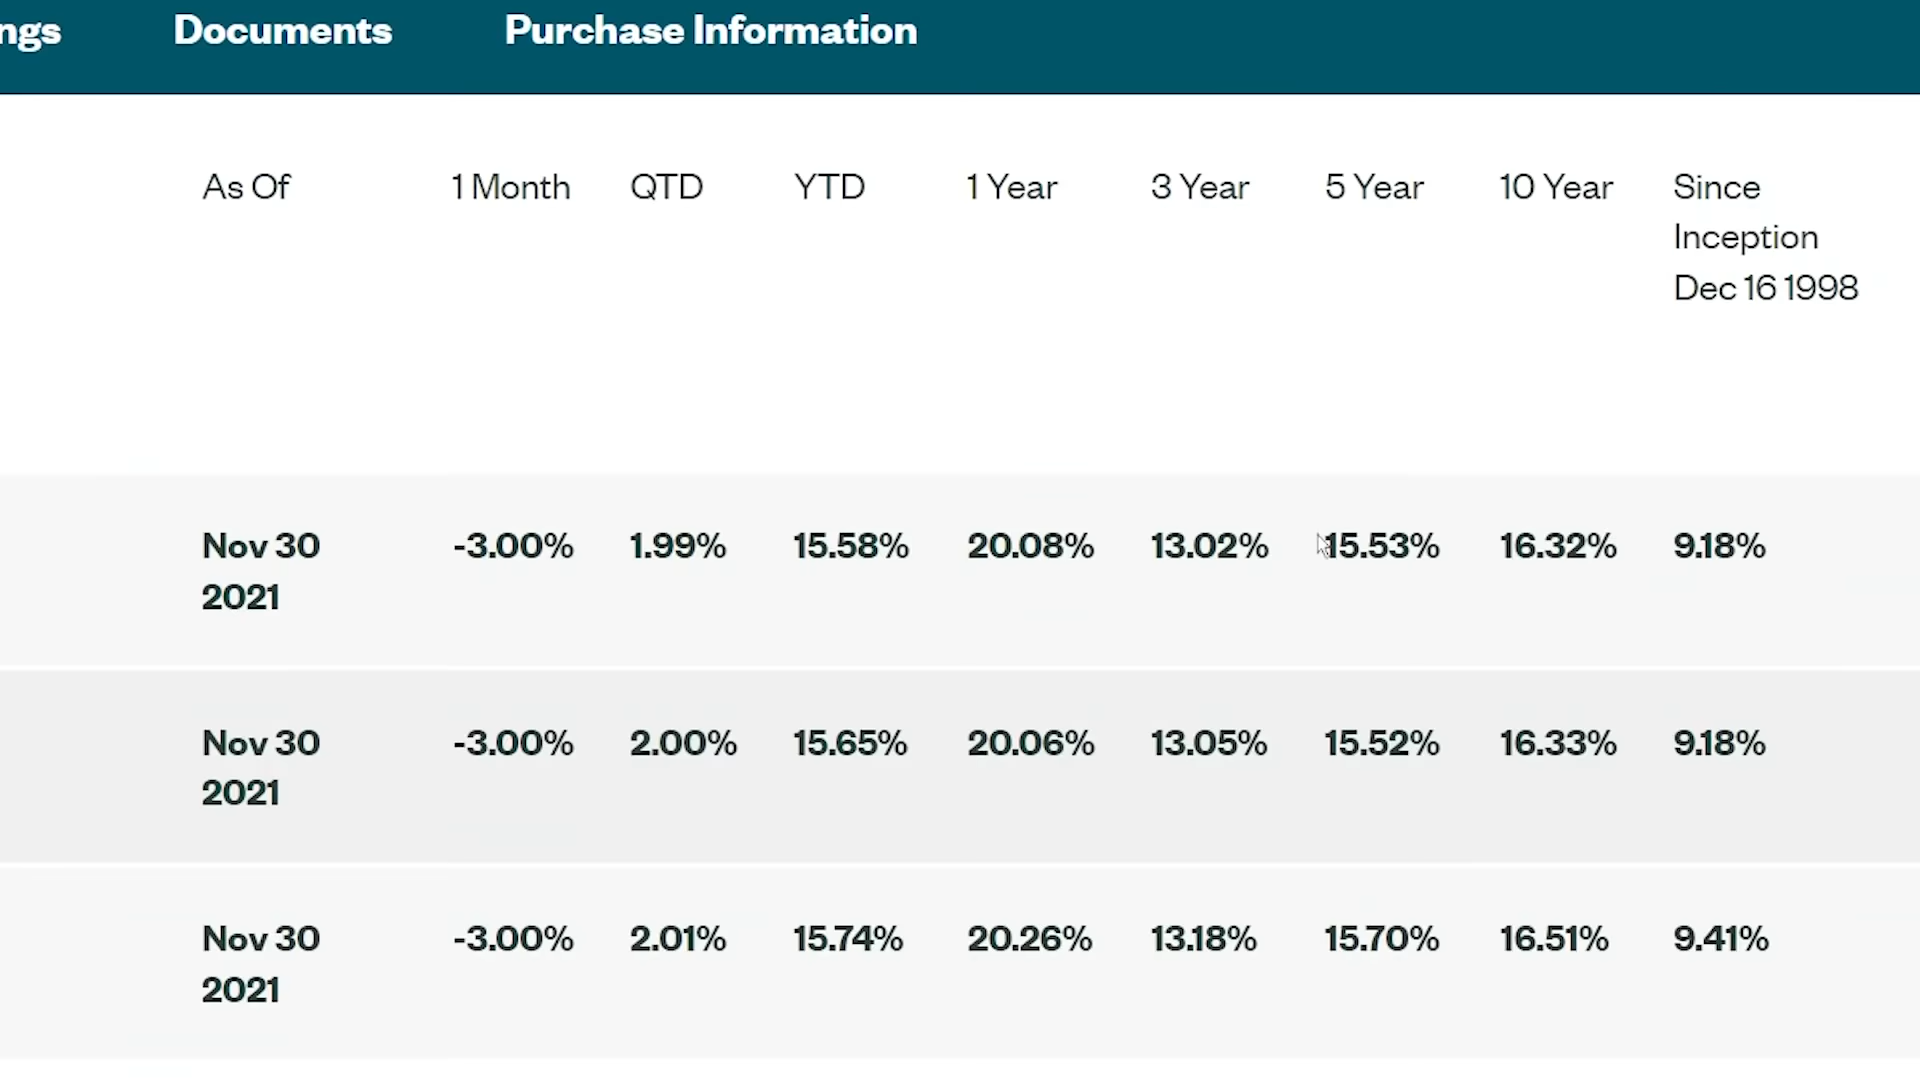 ngs Documents Purchase Information
As Of 1 Month QTD YTD 1 Year 3 Year 5 Year 10 Year Since
Inception
Dec 16 1998
Nov 30 -3.00% 1.99% 15.58% 20.08% 13.02% 15.53% 16.32% 9.18%
2021
Nov 30 -3.00% 2.00% 15.65% 20.06% 13.05% 15.52% 16.33% 9.18%
2021
Nov 30 -3.00% 2.01% 15.74% 20.26% 13.18% 15.70% 16.51% 9.41%
2021